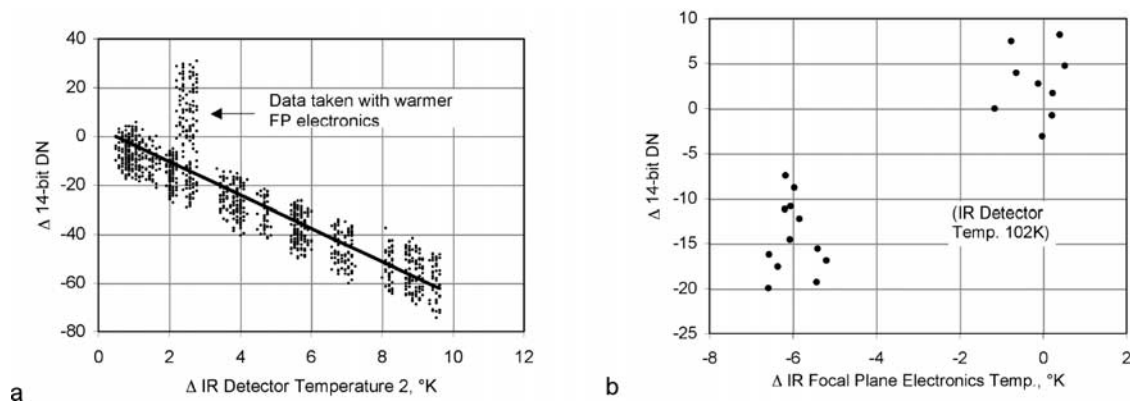 40
20
0
-20
-40
-60
-80
Δ 14-bit DN
Data taken with warmer
FP electronics
0 2 4 6 8 10 12
Δ IR Detector Temperature 2, °K
a
10
5
0
-5
-10
-15
-20
-25
Δ 14-bit DN
(IR Detector
Temp. 102K)
-8 -6 -4 -2 0 2
Δ IR Focal Plane Electronics Temp., °K
b